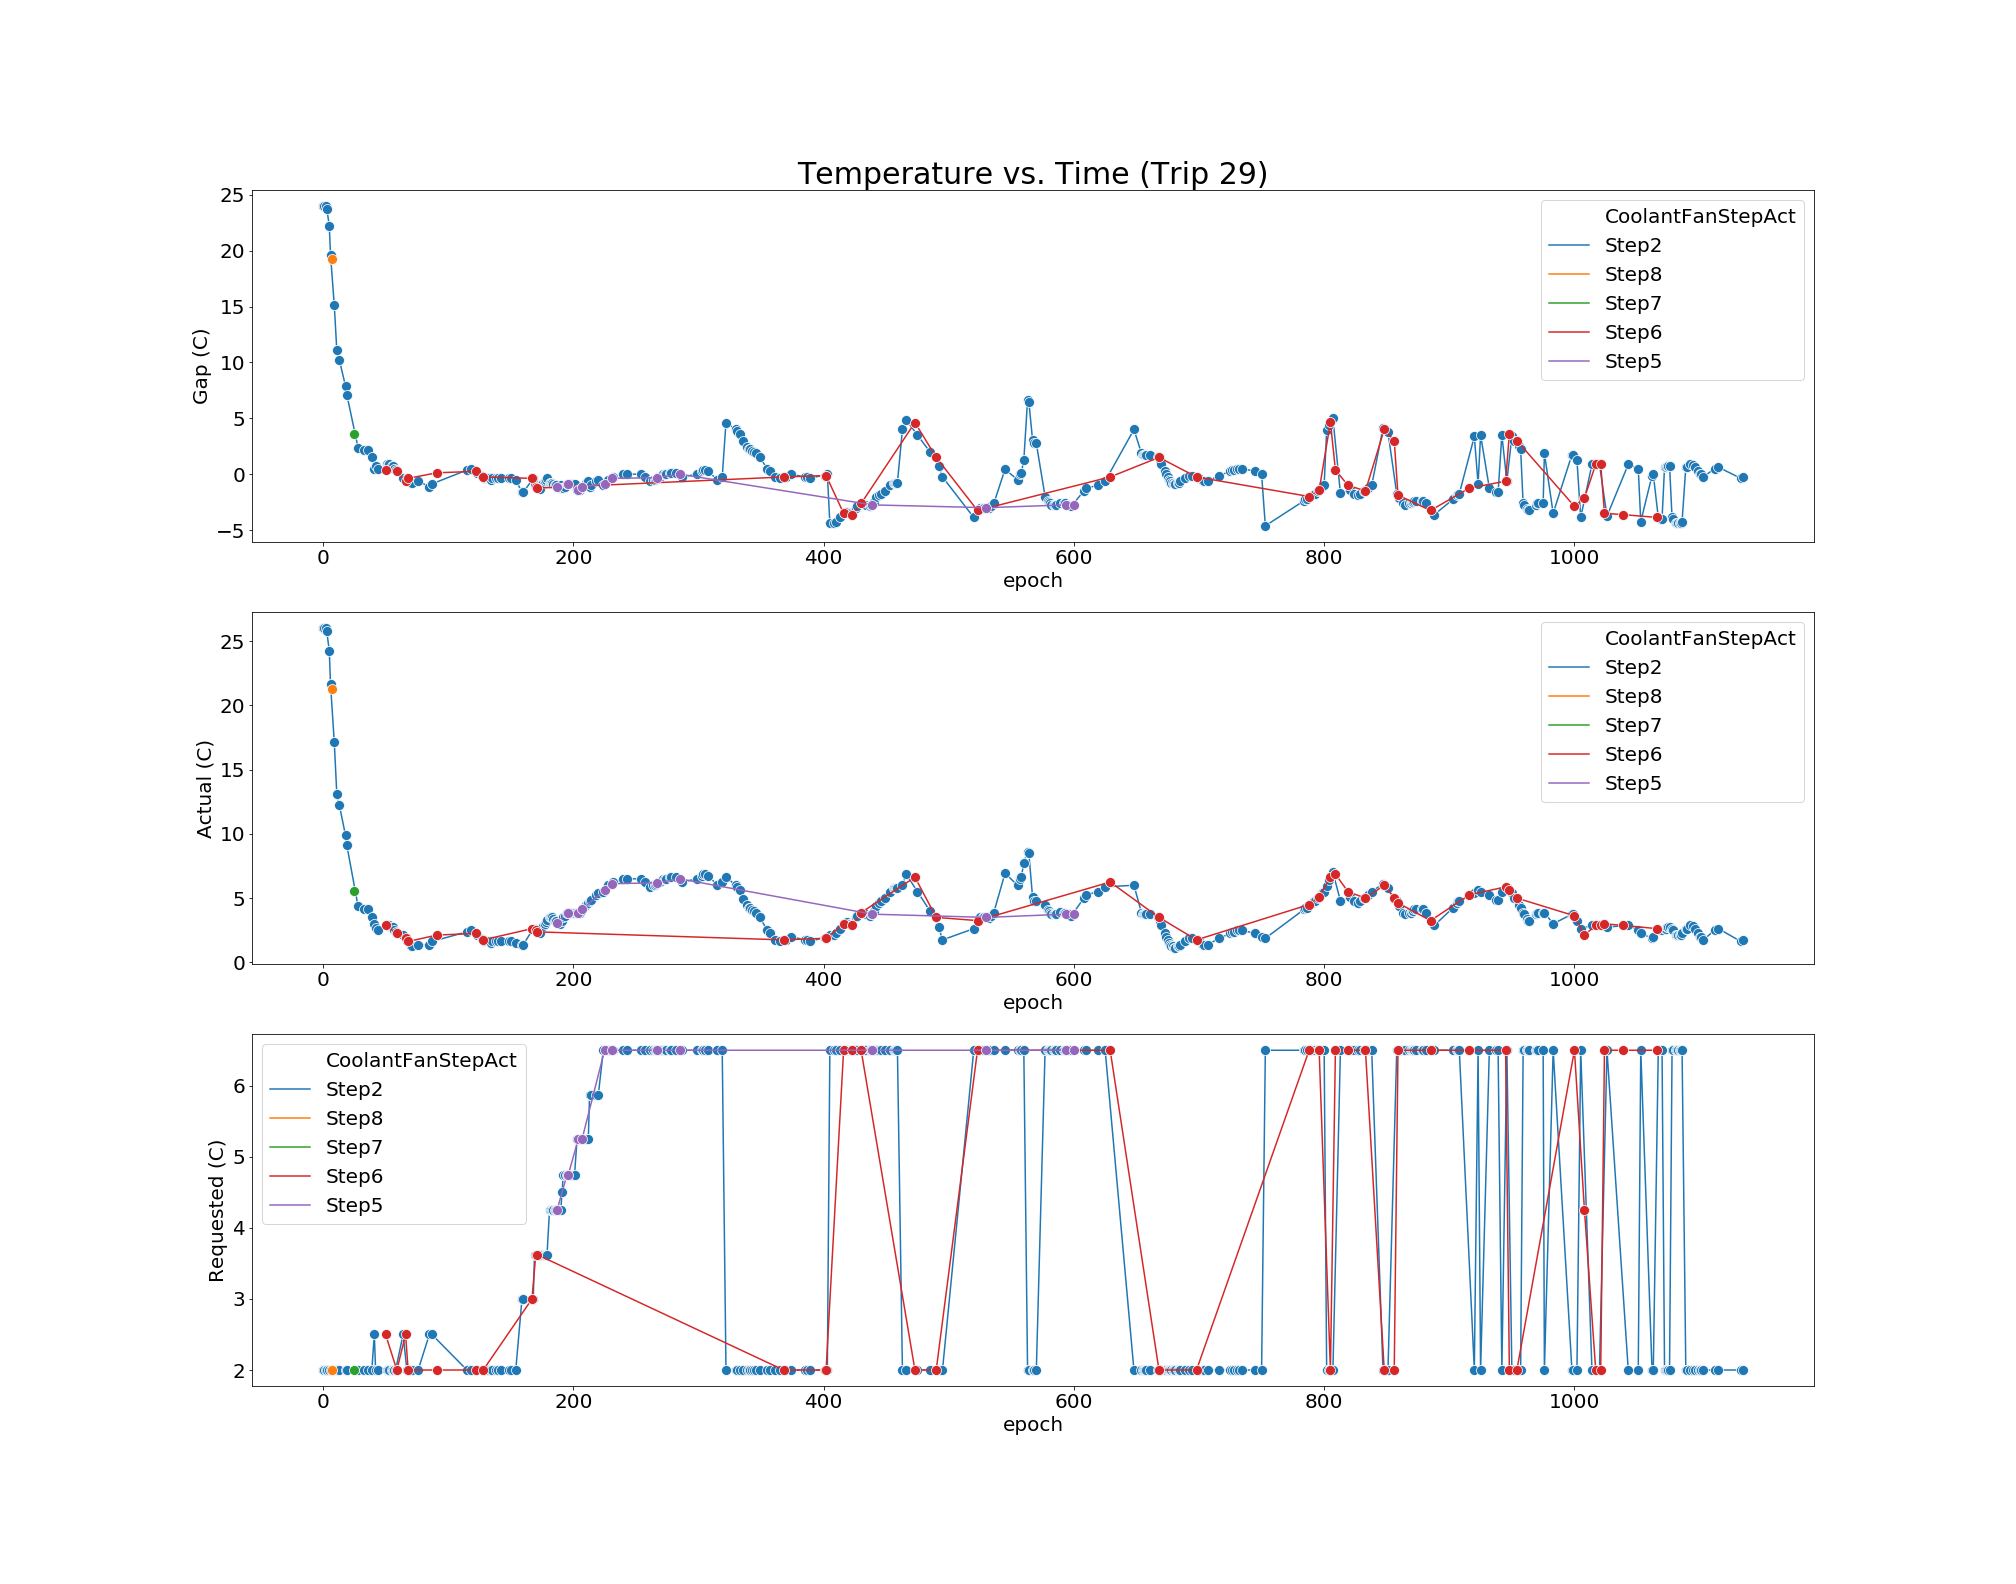 Temperature vs. Time (Trip 29)
25
20
15
10
5
0
−5
Gap (C)
CoolantFanStepAct
Step2
Step8
Step7
Step6
Step5
0 200 400 600 800 1000
epoch
25
20
15
10
5
0
Actual (C)
CoolantFanStepAct
Step2
Step8
Step7
Step6
Step5
0 200 400 600 800 1000
epoch
6
5
4
3
2
Requested (C)
CoolantFanStepAct
Step2
Step8
Step7
Step6
Step5
0 200 400 600 800 1000
epoch